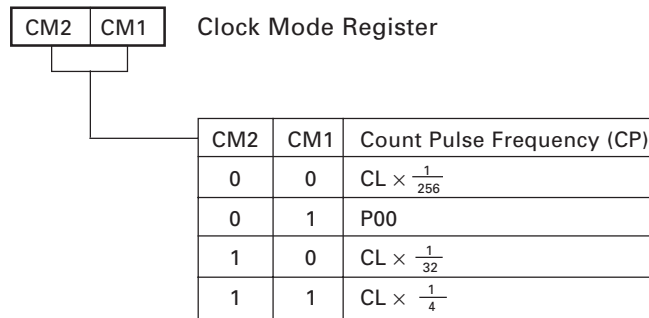 CM2 CM1 Clock Mode Register
CM2 CM1 Count Pulse Frequency (CP)
0 0 CL × 1/256
0 1 P00
1 0 CL × 1/32
1 1 CL × 1/4